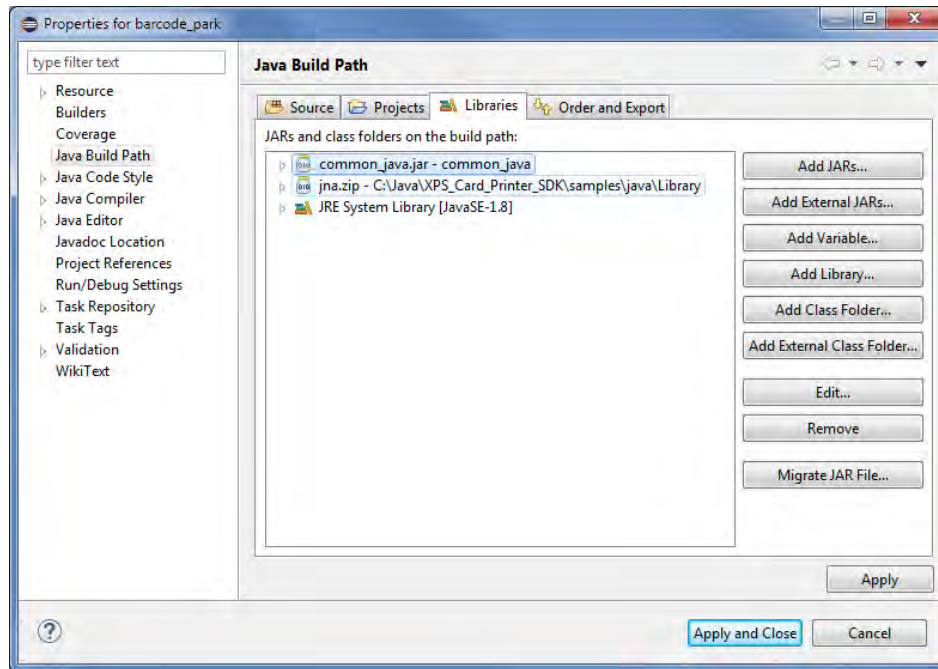 Properties for barcode_park
type filter text
Resource
Builders
Coverage
Java Build Path
Java Code Style
Java Compiler
Java Editor
Javadoc Location
Project References
Run/Debug Settings
Task Repository
Task Tags
Validation
WikiText
Java Build Path
Source Projects Libraries Order and Export
JARs and class folders on the build path:
common_java.jar - common_java
jna.zip - C:\Java\XPS_Card_Printer_SDK\samples\java\Library
JRE System Library [JavaSE-1.8]
Add JARs...
Add External JARs...
Add Variable...
Add Library...
Add Class Folder...
Add External Class Folder...
Edit...
Remove
Migrate JAR File...
Apply
Apply and Close Cancel